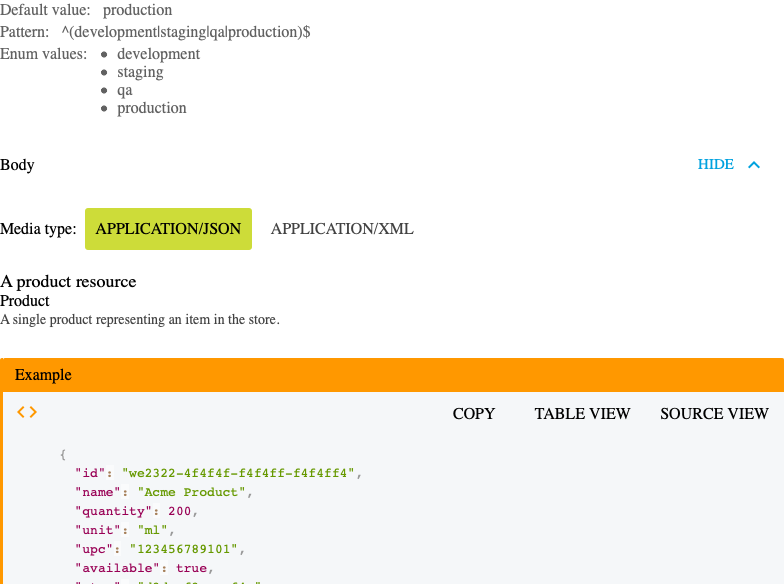 Default value: production
Pattern: ^(development|staging|qa|production)$
Enum values: • development
• staging
• qa
• production
Body HIDE
Media type: APPLICATION/JSON APPLICATION/XML
A product resource
Product
A single product representing an item in the store.
Example
<> COPY TABLE VIEW SOURCE VIEW
{
"id": "we2322-4f4f4f-f4f4ff-f4f4ff4",
"name": "Acme Product",
"quantity": 200,
"unit": "ml",
"upc": "123456789101",
"available": true,